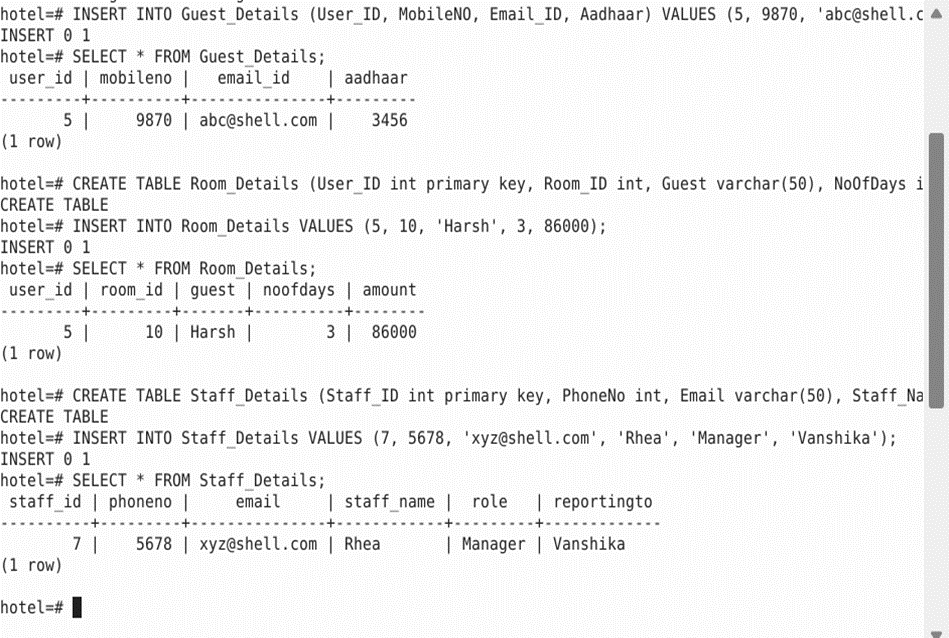 hotel=# INSERT INTO Guest_Details (User_ID, MobileNO, Email_ID, Aadhaar) VALUES (5, 9870, 'abc@shell.c
INSERT 0 1
hotel=# SELECT * FROM Guest_Details;
 user_id | mobileno |   email_id    | aadhaar
---------+----------+---------------+---------
       5 |     9870 | abc@shell.com |    3456
(1 row)
hotel=# CREATE TABLE Room_Details (User_ID int primary key, Room_ID int, Guest varchar(50), NoOfDays i
CREATE TABLE
hotel=# INSERT INTO Room_Details VALUES (5, 10, 'Harsh', 3, 86000);
INSERT 0 1
hotel=# SELECT * FROM Room_Details;
 user_id | room_id | guest | noofdays | amount
---------+---------+-------+----------+--------
       5 |      10 | Harsh |        3 |  86000
(1 row)
hotel=# CREATE TABLE Staff_Details (Staff_ID int primary key, PhoneNo int, Email varchar(50), Staff_Na
CREATE TABLE
hotel=# INSERT INTO Staff_Details VALUES (7, 5678, 'xyz@shell.com', 'Rhea', 'Manager', 'Vanshika');
INSERT 0 1
hotel=# SELECT * FROM Staff_Details;
 staff_id | phoneno |     email     | staff_name |  role   | reportingto
----------+---------+---------------+------------+---------+-------------
        7 |    5678 | xyz@shell.com | Rhea       | Manager | Vanshika
(1 row)
hotel=#